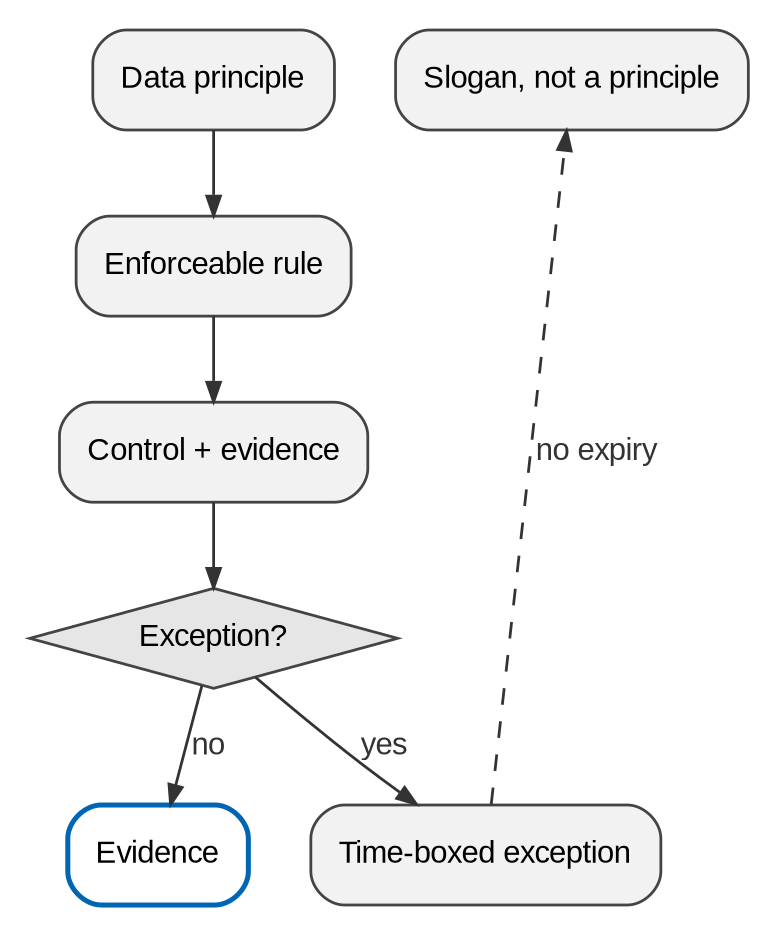 Data principle
Slogan, not a principle
Enforceable rule
Control + evidence
no expiry
Exception?
no
yes
Evidence
Time-boxed exception